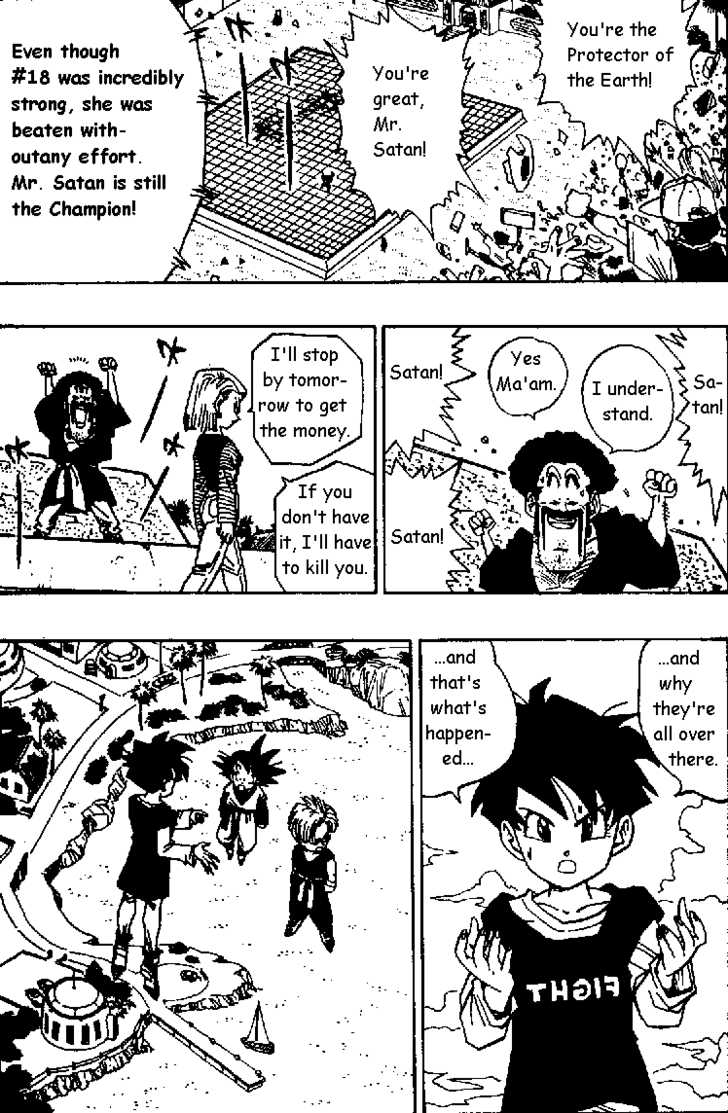 Even though
#18 was incredibly
strong, she was
beaten with-
outany effort.
Mr. Satan is still
the Champion!
You're
great,
Mr.
Satan!
You're the
Protector of
the Earth!
I'll stop
by tomor-
row to get
the money.
If you
don't have
it, I'll have
to kill you.
Satan!
Yes
Ma'am.
I under-
stand.
Sa-
tan!
Satan!
...and
that's
what's
happen-
ed...
...and
why
they're
all over
there.
FIGHT